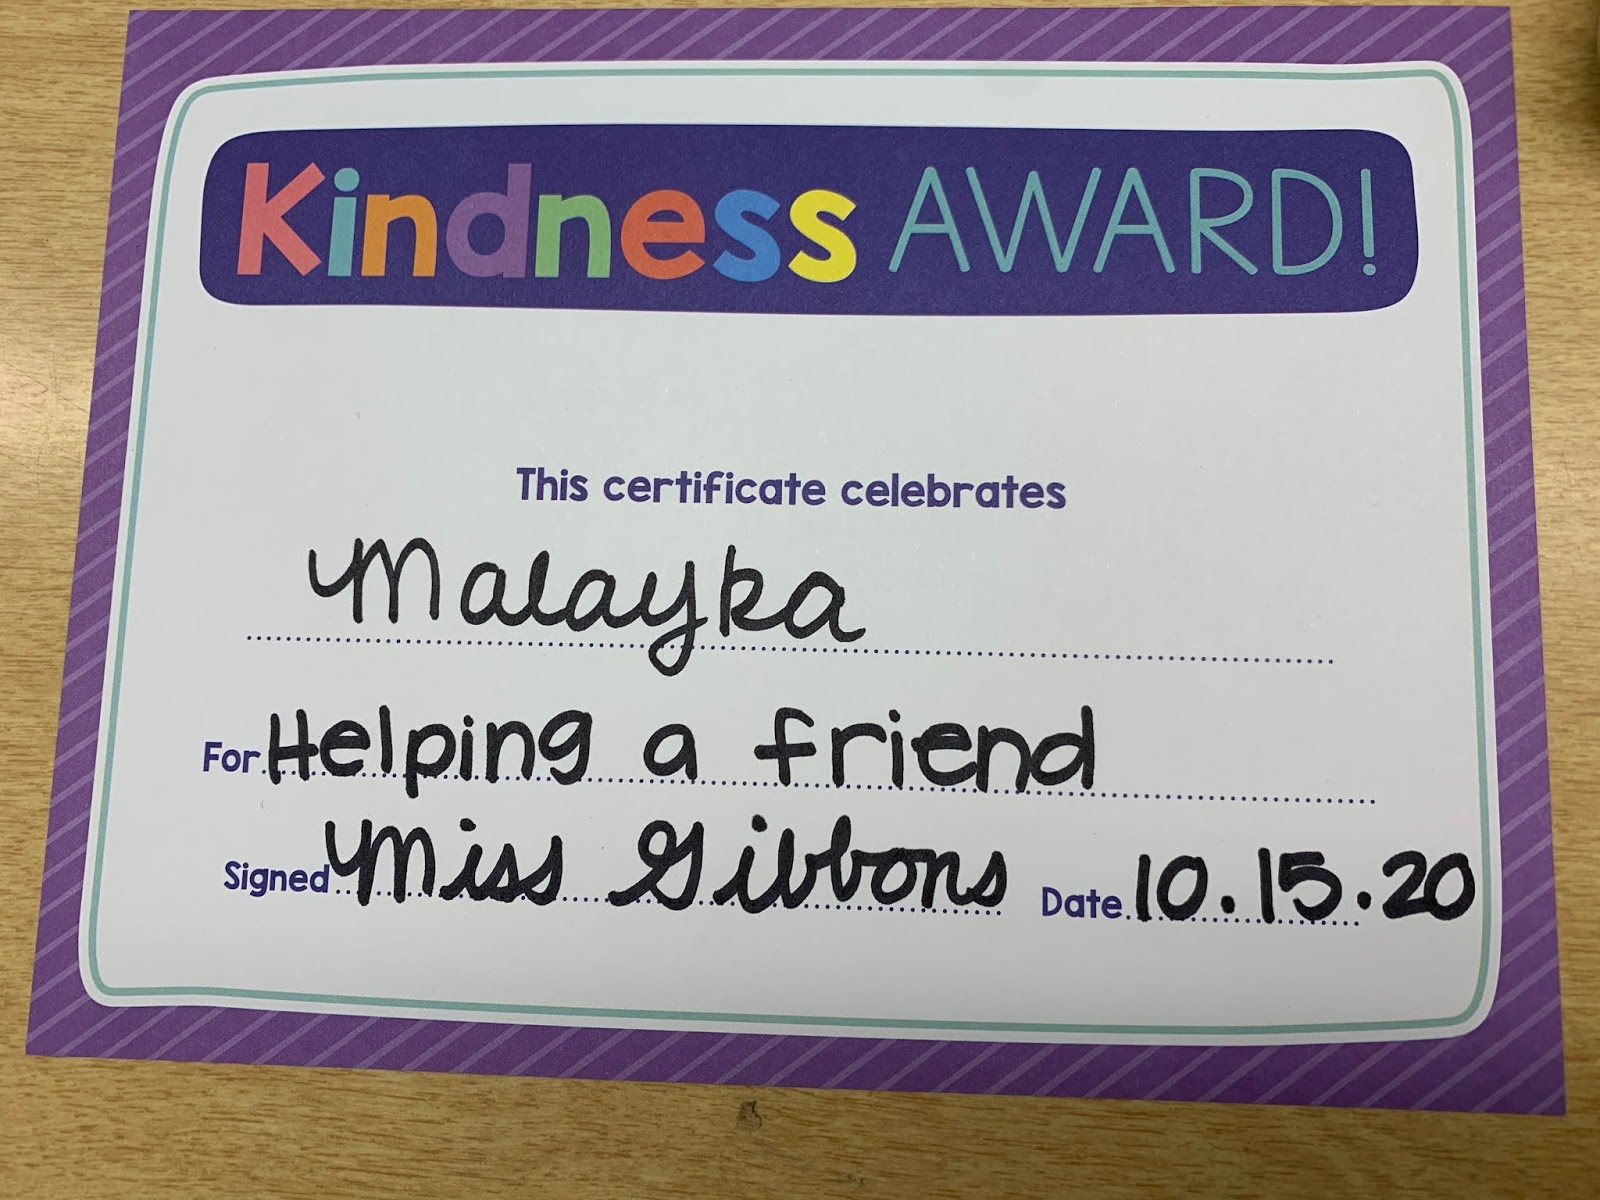 Kindness AWARD!
This certificate celebrates
Malayka
For Helping a friend
Signed Miss Gibbons Date 10.15.20